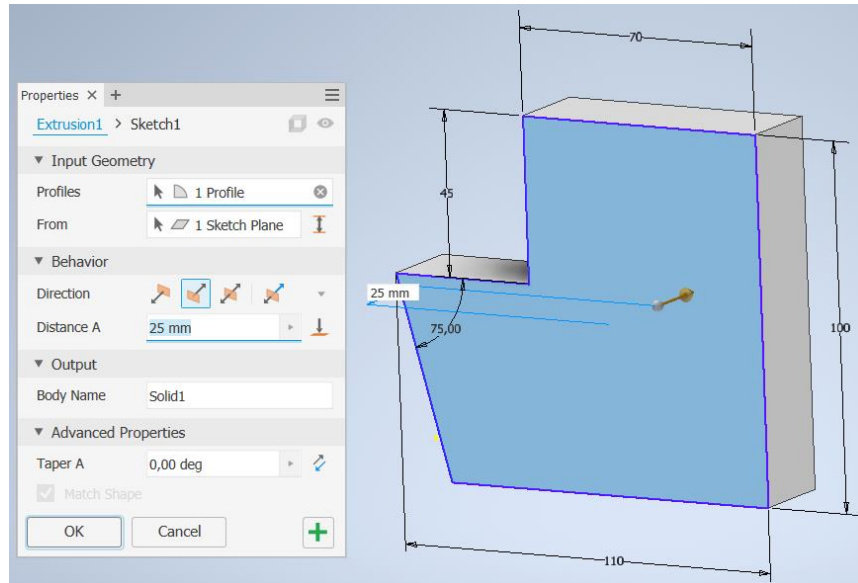 Properties × +
Extrusion1 > Sketch1
Input Geometry
Profiles 1 Profile
From 1 Sketch Plane
Behavior
Direction
Distance A 25 mm
Output
Body Name Solid1
Advanced Properties
Taper A 0,00 deg
Match Shape
OK Cancel +
70
45
25 mm
75,00
100
110